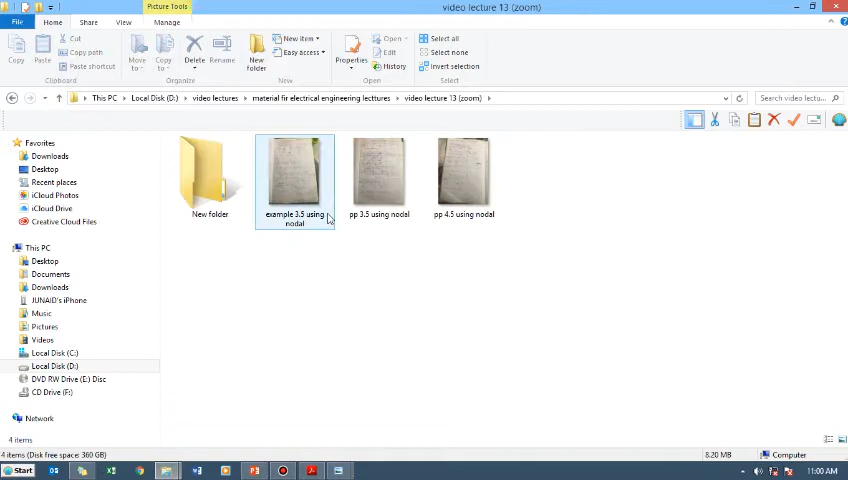 Picture Tools
video lecture 13 (zoom)
File
Home
Share
View
Manage
Copy
Paste
Cut
Copy path
Paste shortcut
Clipboard
Move to
Copy to
Delete
Rename
Organize
New folder
New item
Easy access
New
Properties
Open
Edit
History
Open
Select all
Select none
Invert selection
Select
This PC
Local Disk (D:)
video lectures
material fir electrical engineering lecttures
video lecture 13 (zoom)
Search video lectu...
Favorites
Downloads
Desktop
Recent places
iCloud Photos
iCloud Drive
Creative Cloud Files
This PC
Desktop
Documents
Downloads
JUNAID's iPhone
Music
Pictures
Videos
Local Disk (C:)
Local Disk (D:)
DVD RW Drive (E:) Disc
CD Drive (F:)
Network
New folder
example 3.5 using
nodal
pp 3.5 using nodal
pp 4.5 using nodal
4 items
4 items (Disk free space: 360 GB)
8.20 MB
Computer
Start
11:00 AM